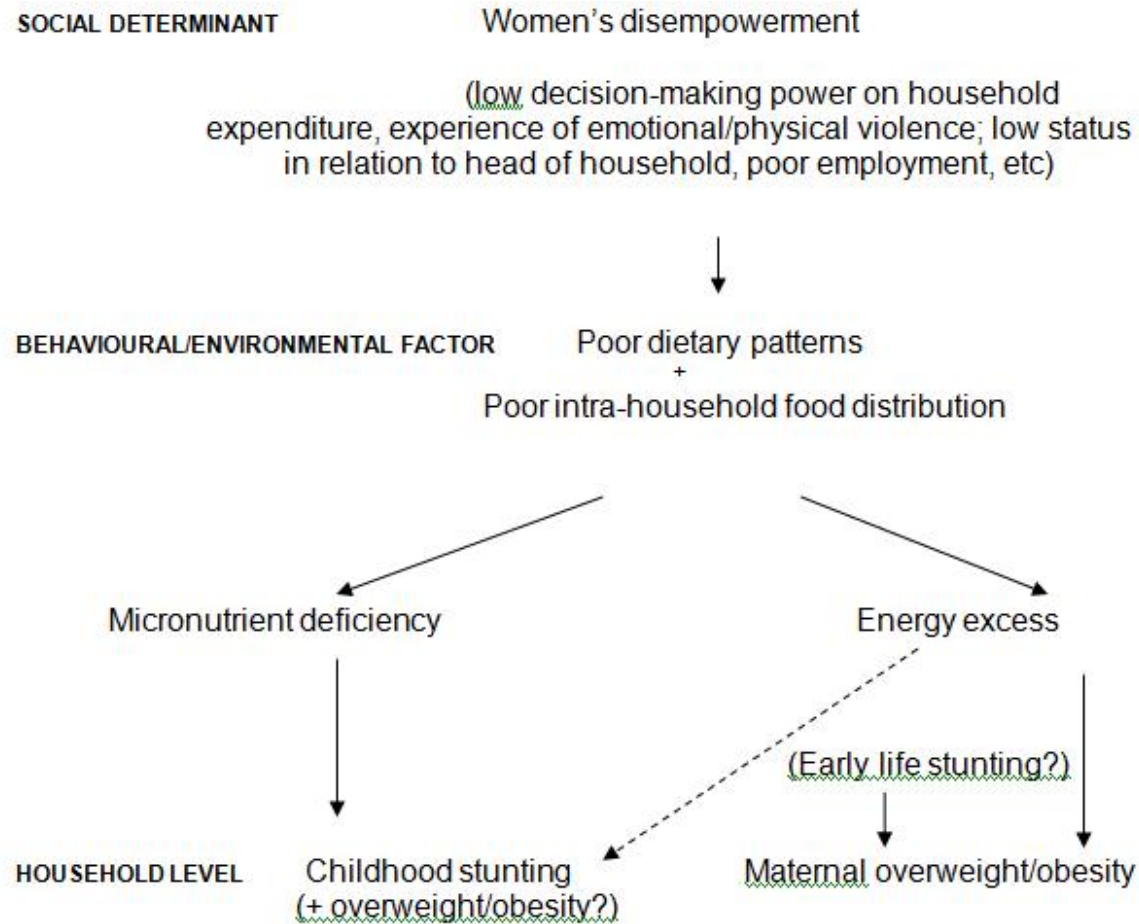 SOCIAL DETERMINANT Women's disempowerment
(low decision-making power on household
expenditure, experience of emotional/physical violence; low status
in relation to head of household, poor employment, etc)
BEHAVIOURAL/ENVIRONMENTAL FACTOR Poor dietary patterns
+
Poor intra-household food distribution
Micronutrient deficiency Energy excess
(Early life stunting?)
HOUSEHOLD LEVEL Childhood stunting Maternal overweight/obesity
(+ overweight/obesity?)